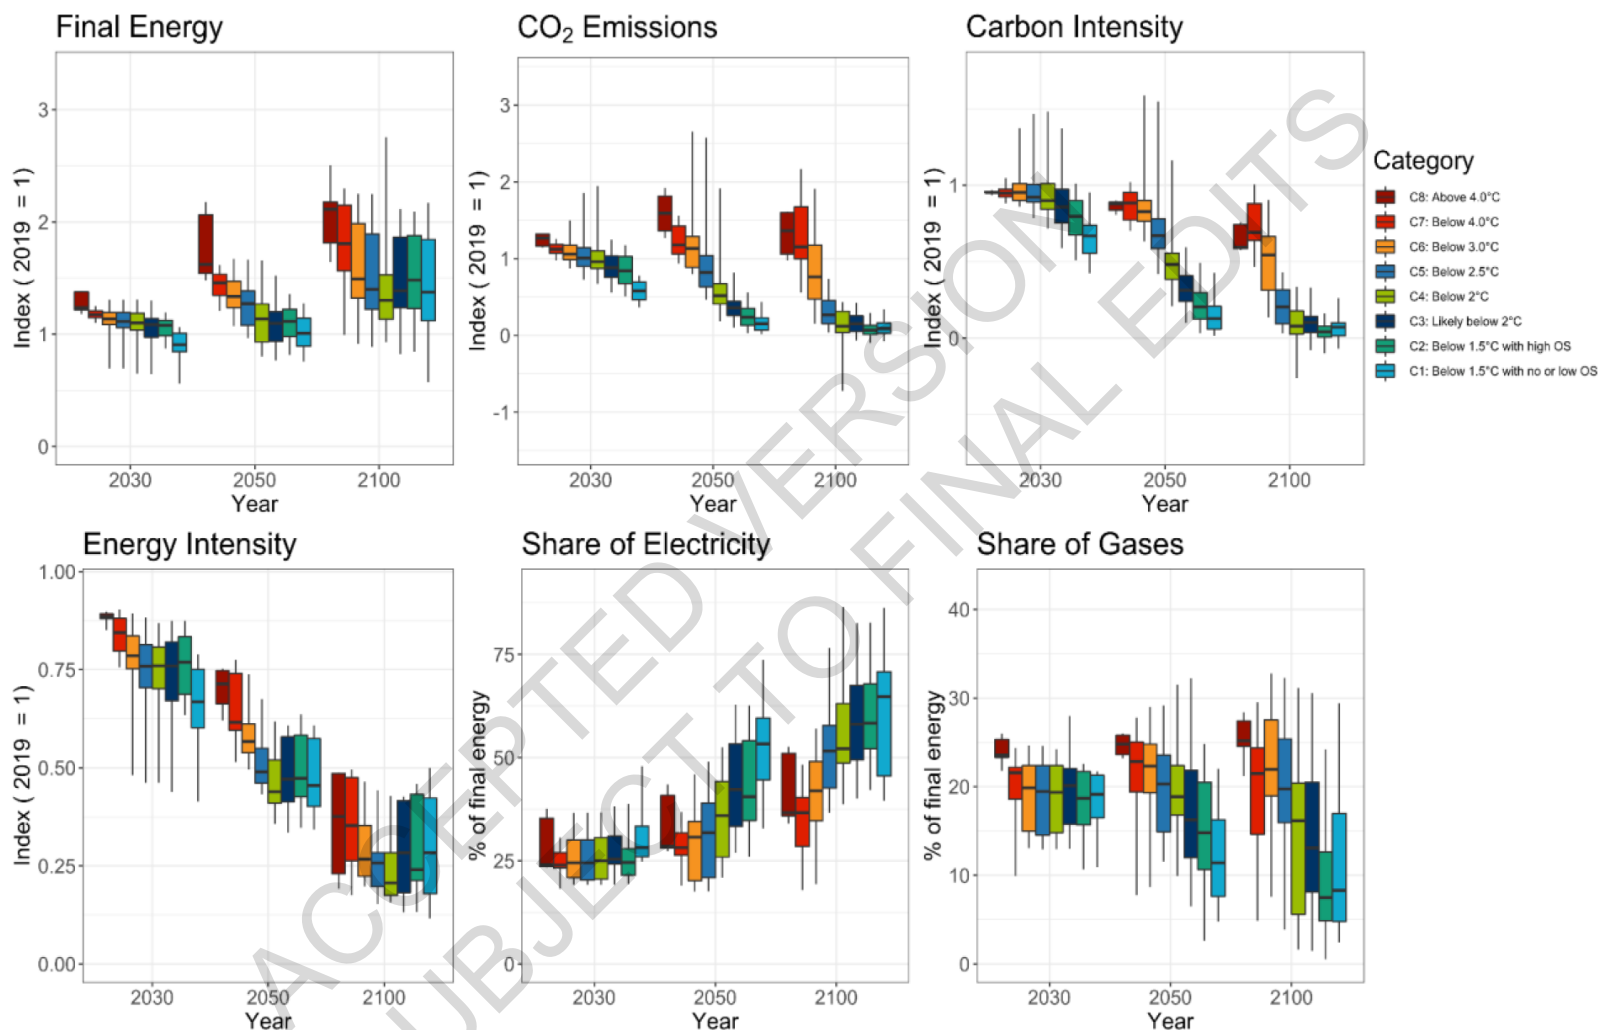 Final Energy
CO₂ Emissions
Carbon Intensity
3
2
1
0
Index ( 2019 = 1)
2030
2050
2100
Year
3
2
1
0
-1
Index ( 2019 = 1)
2030
2050
2100
Year
1
0
Index ( 2019 = 1)
2030
2050
2100
Year
Category
C8: Above 4.0°C
C7: Below 4.0°C
C6: Below 3.0°C
C5: Below 2.5°C
C4: Below 2°C
C3: Likely below 2°C
C2: Below 1.5°C with high OS
C1: Below 1.5°C with no or low OS
Energy Intensity
Share of Electricity
Share of Gases
1.00
0.75
0.50
0.25
0.00
Index ( 2019 = 1)
2030
2050
2100
Year
75
50
25
0
% of final energy
2030
2050
2100
Year
40
30
20
10
0
% of final energy
2030
2050
2100
Year
ACCEPTED VERSION
SUBJECT TO FINAL EDITS